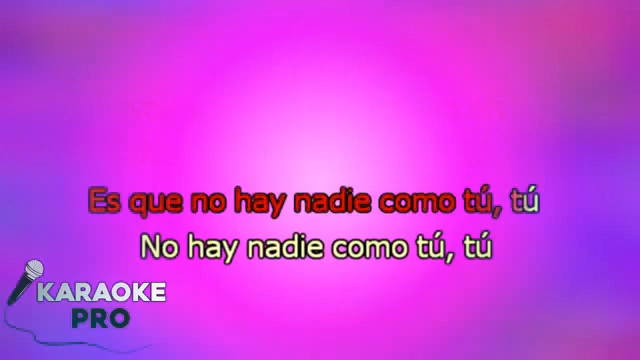 Es que no hay nadie como tú, tú
No hay nadie como tú, tú
KARAOKE
PRO